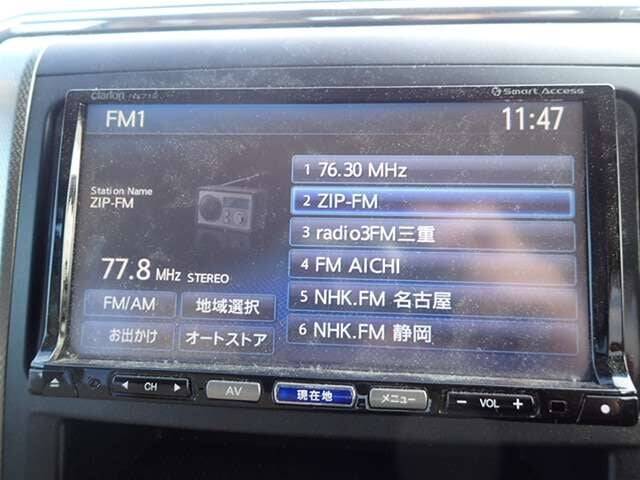 clarion
Smart Access
FM1
11:47
Station Name
ZIP-FM
77.8 MHz STEREO
FM/AM
地域選択
お出かけ
オートストア
1 76.30 MHz
2 ZIP-FM
3 radio3FM三重
4 FM AICHI
5 NHK.FM 名古屋
6 NHK.FM 静岡
CH
AV
現在地
メニュー
− VOL +